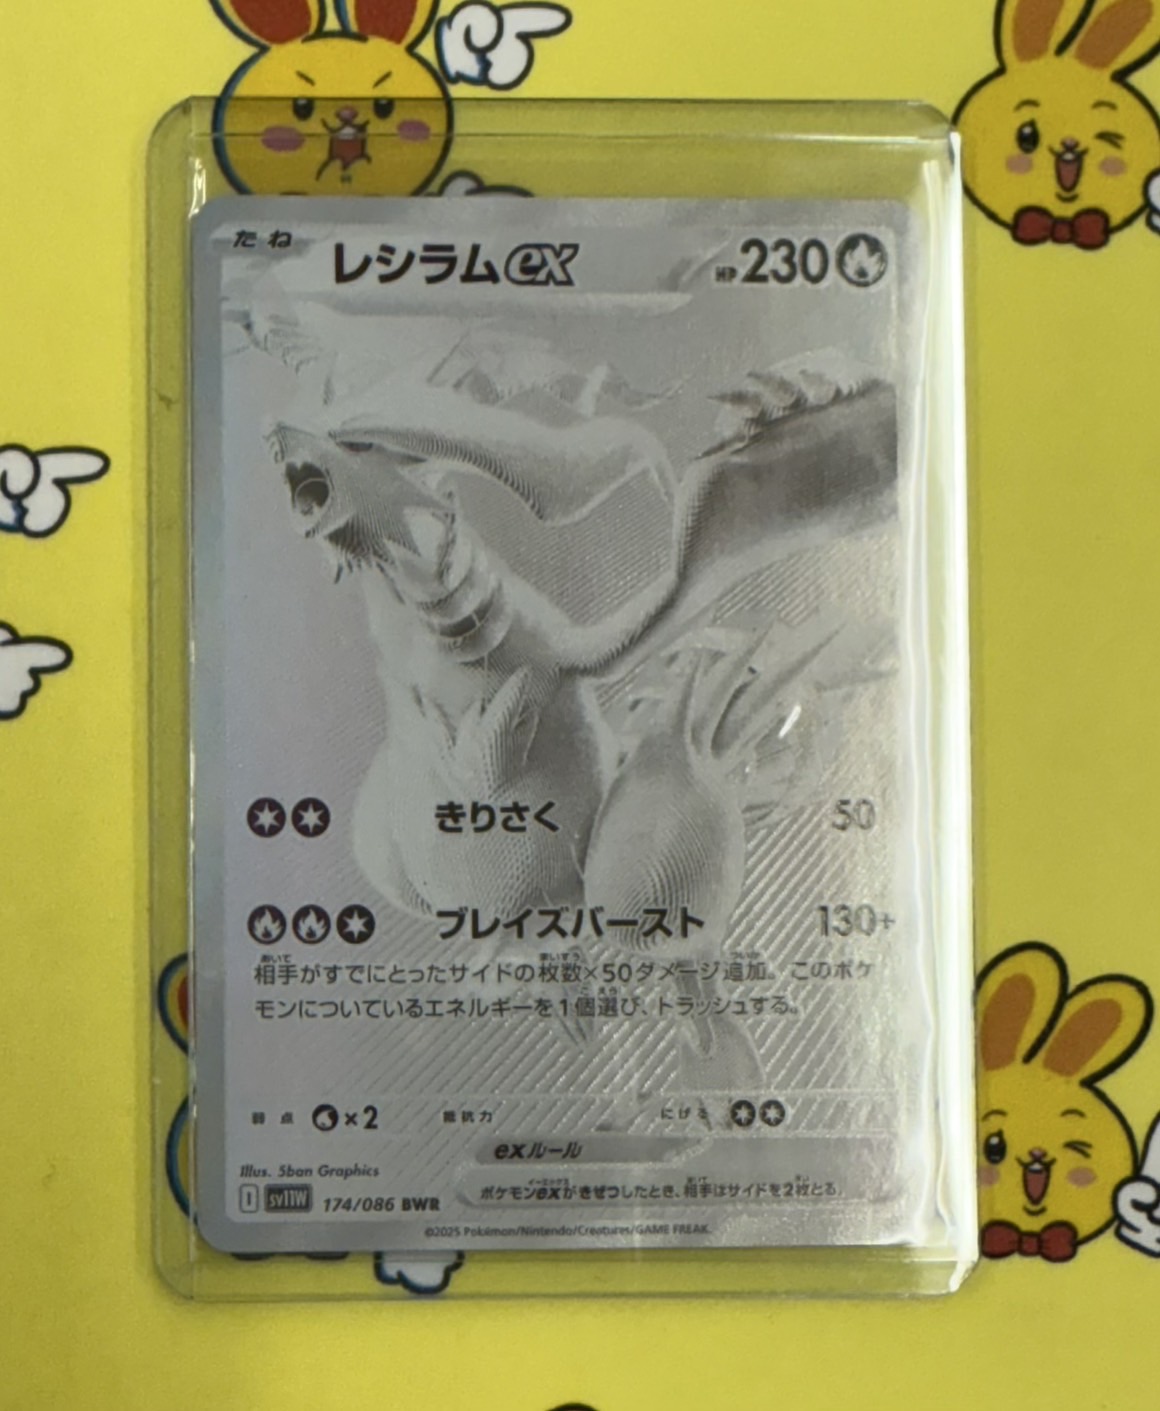 たね レシラムex HP 230
きりさく 50
ブレイズバースト 130+
相手がすでにとったサイドの枚数×50ダメージ追加。このポケ
モンについているエネルギーを1個選び、トラッシュする。
弱点 ×2 抵抗力 にげる
exルール
ポケモンexがきぜつしたとき、相手はサイドを2枚とる。
Illus. 5ban Graphics
I sv11W 174/086 BWR
©2025 Pokémon/Nintendo/Creatures/GAME FREAK.